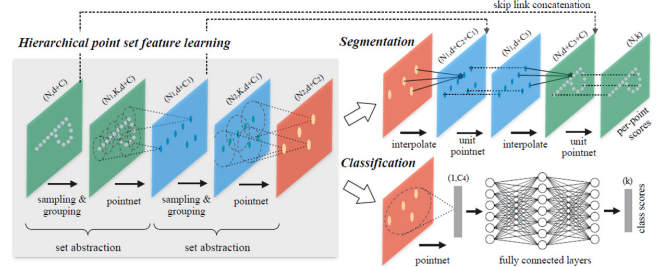 skip link concatenation
Hierarchical point set feature learning
(N,d+C)
(N1,K,d+C)
(N1,d+C1)
(N2,K,d+C1)
(N2,d+C2)
sampling &
grouping
pointnet
sampling &
grouping
pointnet
set abstraction
set abstraction
Segmentation
(N1,d+C2+C1)
(N1,d+C3)
(N,d+C3+C)
(N,k)
interpolate
unit
pointnet
interpolate
unit
pointnet
per-point
scores
Classification
(1,C4)
(k)
class scores
pointnet
fully connected layers